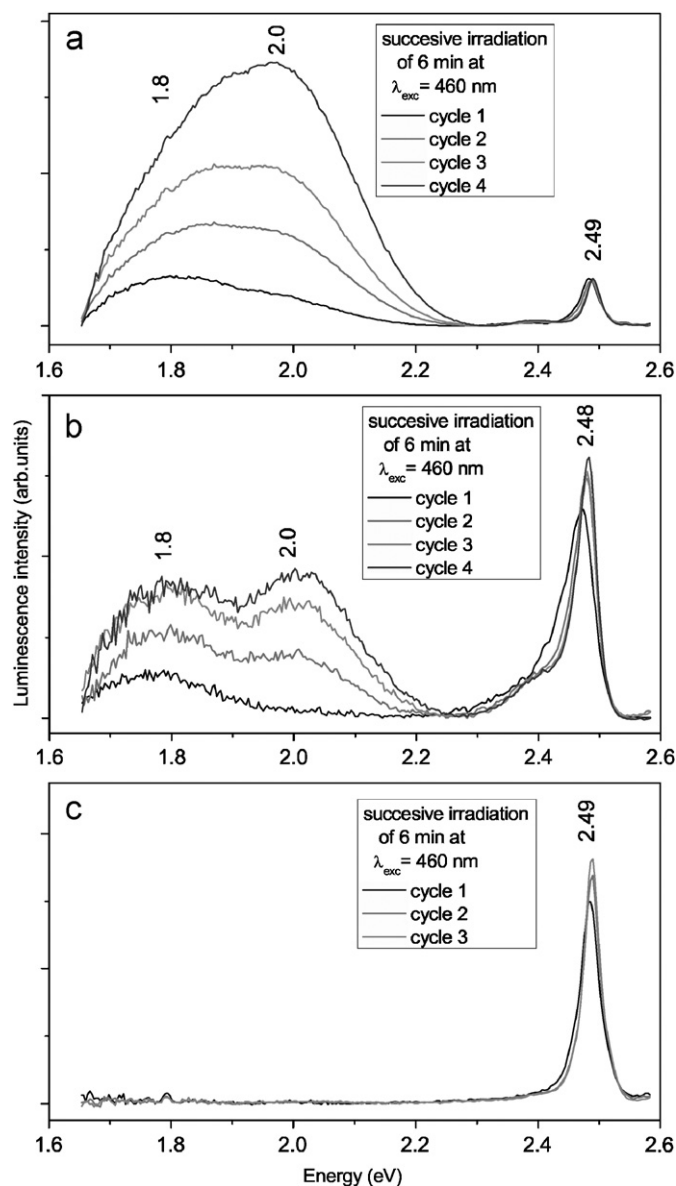 a
1.8
2.0
succesive irradiation
of 6 min at
λexc= 460 nm
cycle 1
cycle 2
cycle 3
cycle 4
2.49
1.6 1.8 2.0 2.2 2.4 2.6
b
1.8
2.0
succesive irradiation
of 6 min at
λexc= 460 nm
cycle 1
cycle 2
cycle 3
cycle 4
2.48
Luminescence intensity (arb.units)
1.6 1.8 2.0 2.2 2.4 2.6
c
succesive irradiation
of 6 min at
λexc= 460 nm
cycle 1
cycle 2
cycle 3
2.49
1.6 1.8 2.0 2.2 2.4 2.6
Energy (eV)